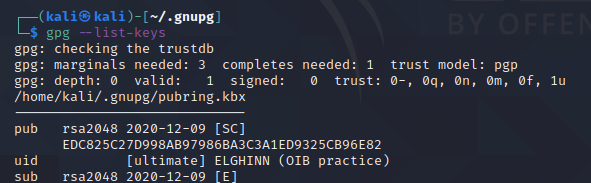 (kali㉿kali)-[~/.gnupg]
BY OFFEN
$ gpg --list-keys
gpg: checking the trustdb
gpg: marginals needed: 3  completes needed: 1  trust model: pgp
gpg: depth: 0  valid:   1  signed:   0  trust: 0-, 0q, 0n, 0m, 0f, 1u
/home/kali/.gnupg/pubring.kbx
-----------------------------
pub   rsa2048 2020-12-09 [SC]
      EDC825C27D998AB97986BA3C3A1ED9325CB96E82
uid           [ultimate] ELGHINN (OIB practice)
sub   rsa2048 2020-12-09 [E]